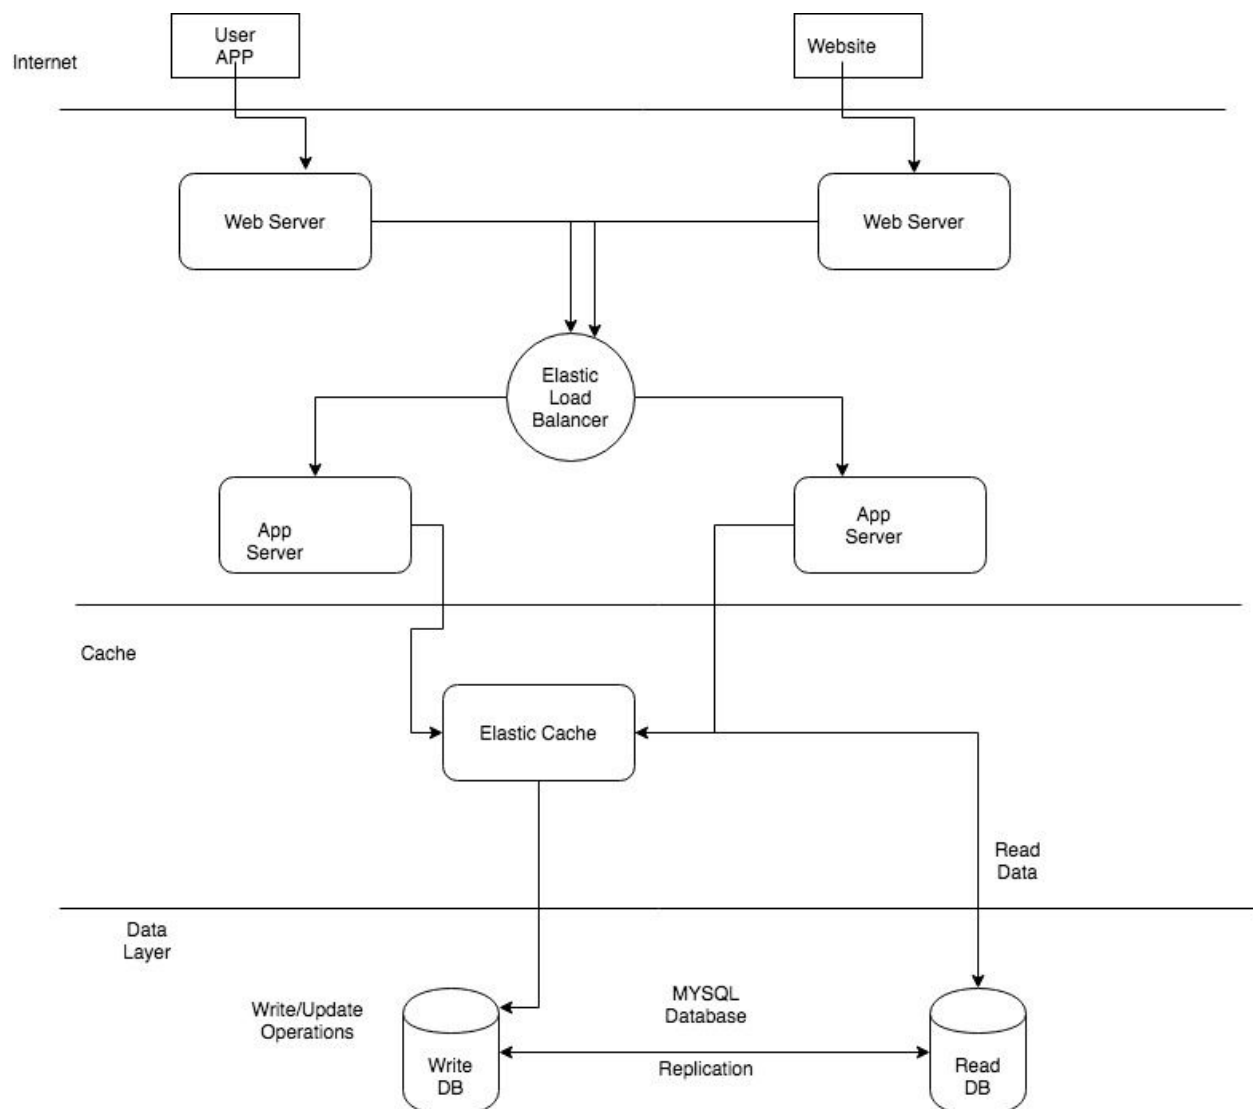 User
APP
Website
Internet
Web Server
Web Server
Elastic
Load
Balancer
App
Server
App
Server
Cache
Elastic Cache
Read
Data
Data
Layer
Write/Update
Operations
MYSQL
Database
Write
DB
Replication
Read
DB